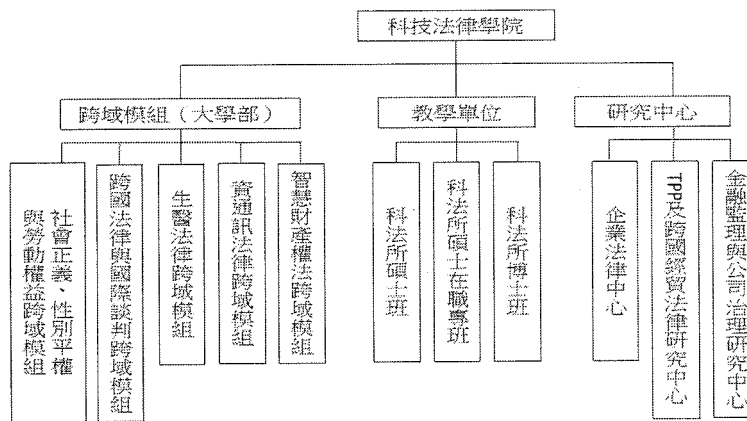 科技法律學院
跨域模組（大學部）
教學單位
研究中心
社會正義、性別平權
與勞動權益跨域模組
跨國法律與國際談判跨域模組
生醫法律跨域模組
資通訊法律跨域模組
智慧財產權法跨域模組
科法所碩士班
科法所碩士在職專班
科法所博士班
企業法律中心
TPP及跨國經貿法律研究中心
金融監理與公司治理研究中心